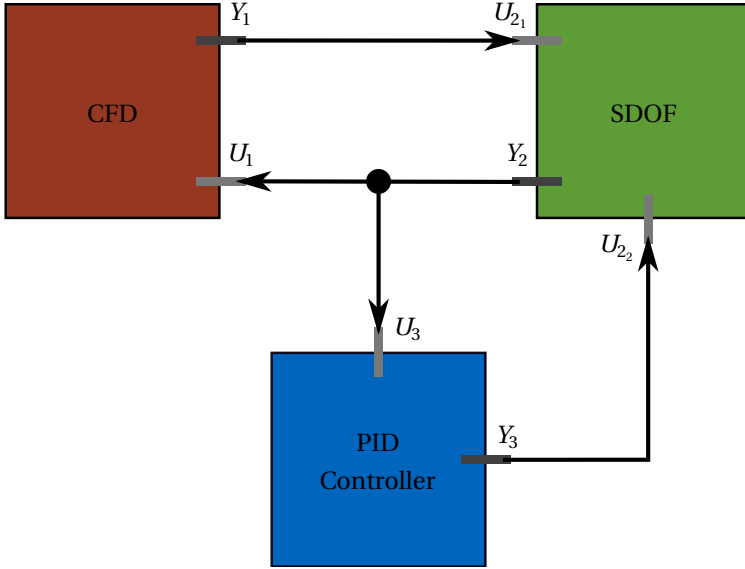 Y₁
U₂₁
CFD
SDOF
U₁
Y₂
U₂₂
U₃
PID
Controller
Y₃